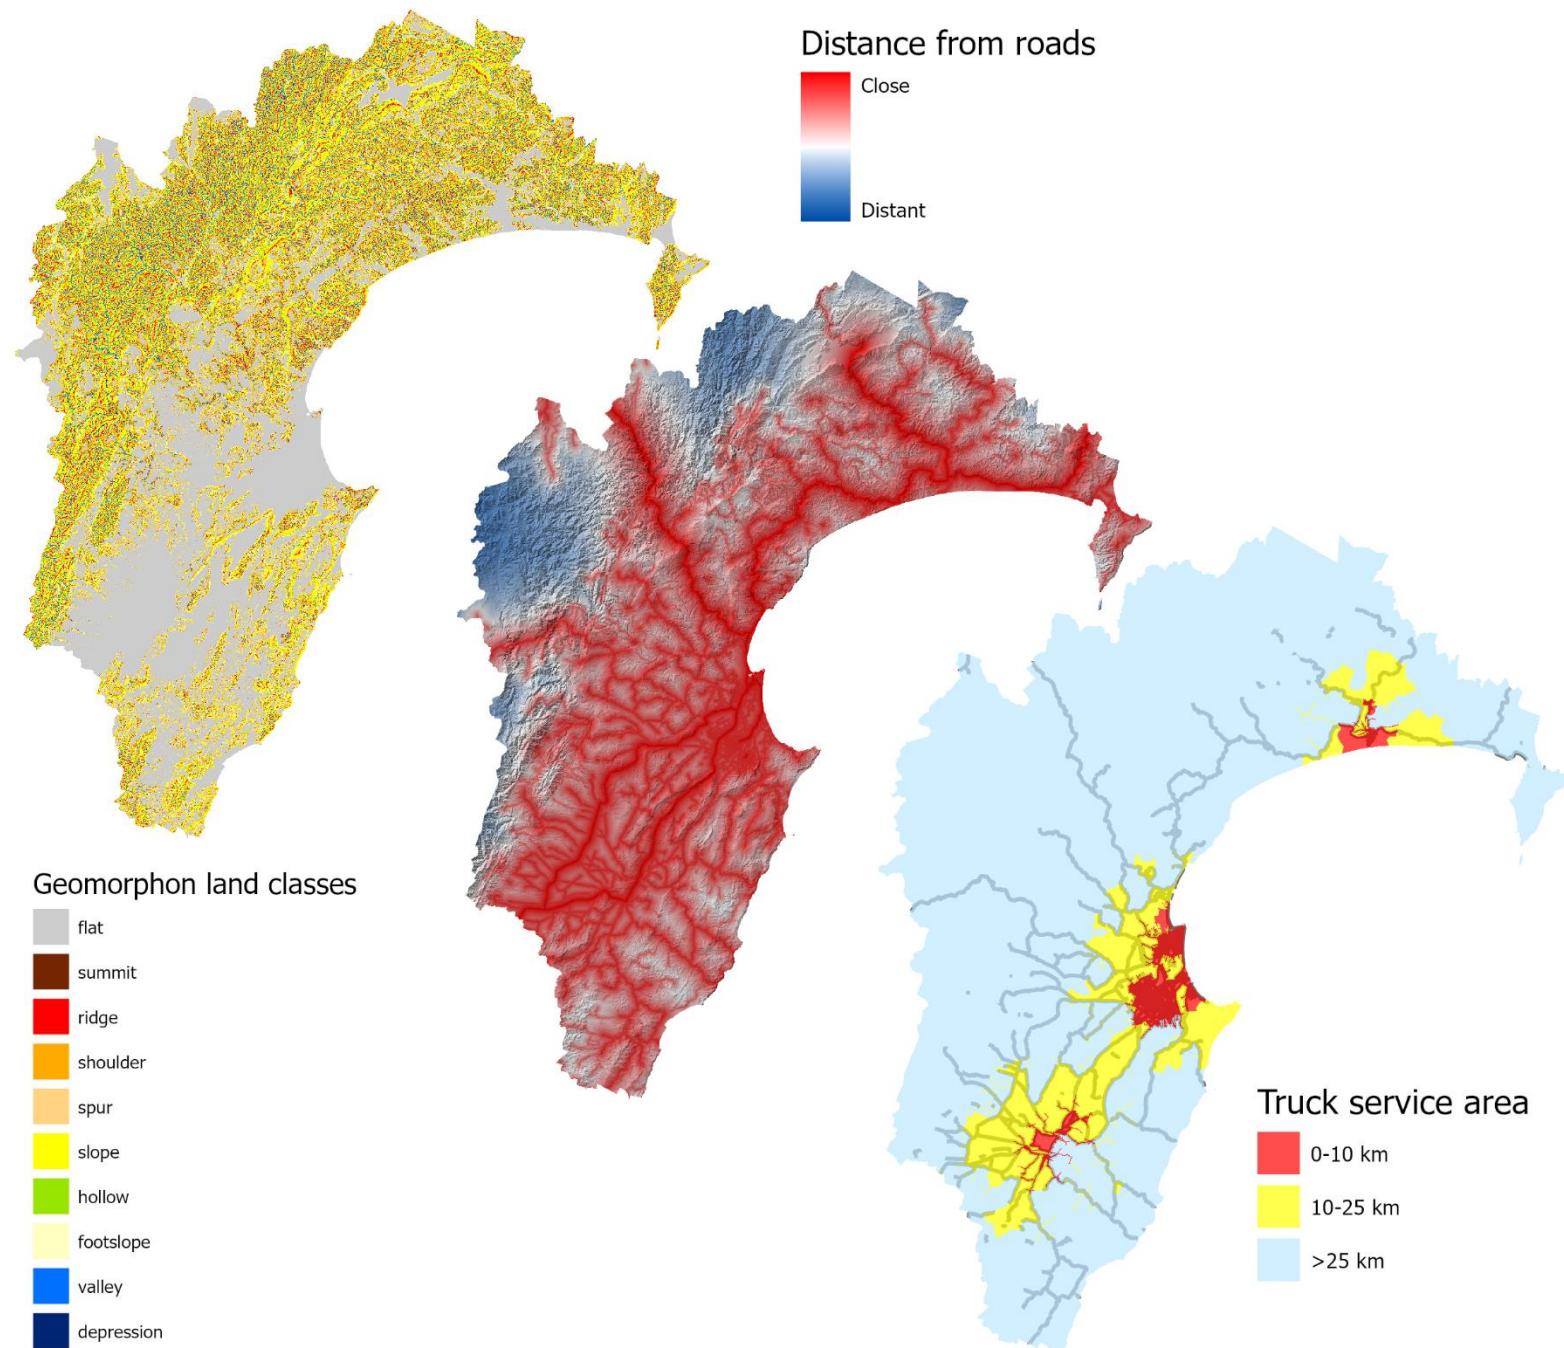 Distance from roads
Close
Distant
Geomorphon land classes
flat
summit
ridge
shoulder
spur
slope
hollow
footslope
valley
depression
Truck service area
0-10 km
10-25 km
>25 km